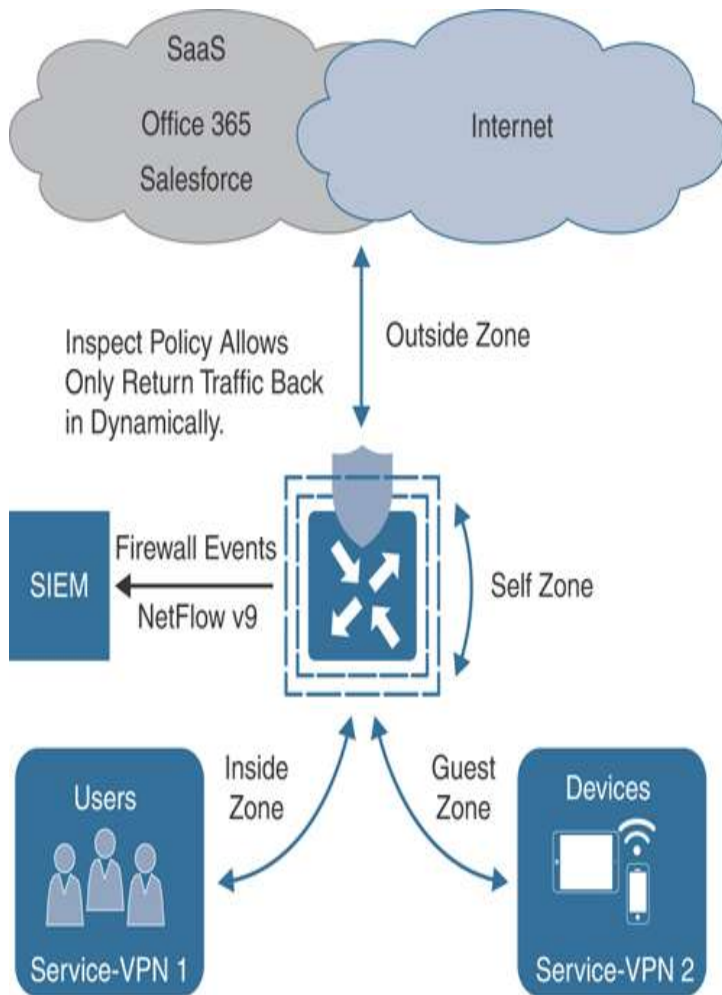 SaaS
Office 365
Salesforce
Internet
Inspect Policy Allows
Only Return Traffic Back
in Dynamically.
Outside Zone
SIEM
Firewall Events
NetFlow v9
Self Zone
Inside
Zone
Guest
Zone
Users
Service-VPN 1
Devices
Service-VPN 2